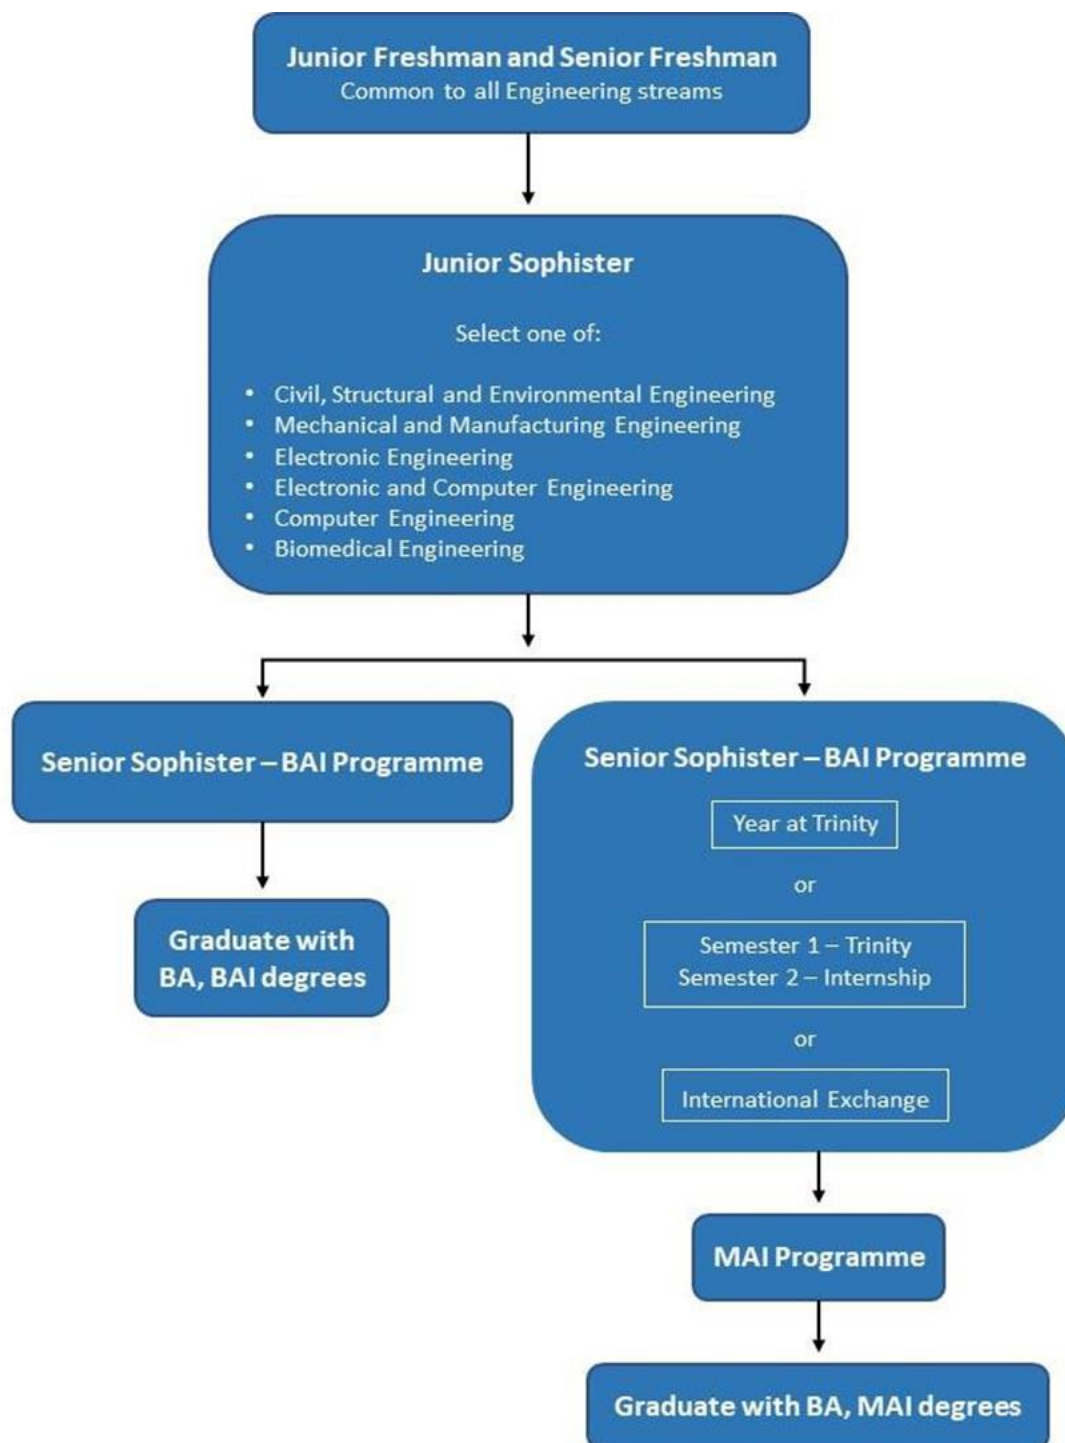 Junior Freshman and Senior Freshman
Common to all Engineering streams
Junior Sophister
Select one of:
• Civil, Structural and Environmental Engineering
• Mechanical and Manufacturing Engineering
• Electronic Engineering
• Electronic and Computer Engineering
• Computer Engineering
• Biomedical Engineering
Senior Sophister – BAI Programme
Graduate with
BA, BAI degrees
Senior Sophister – BAI Programme
Year at Trinity
or
Semester 1 – Trinity
Semester 2 – Internship
or
International Exchange
MAI Programme
Graduate with BA, MAI degrees